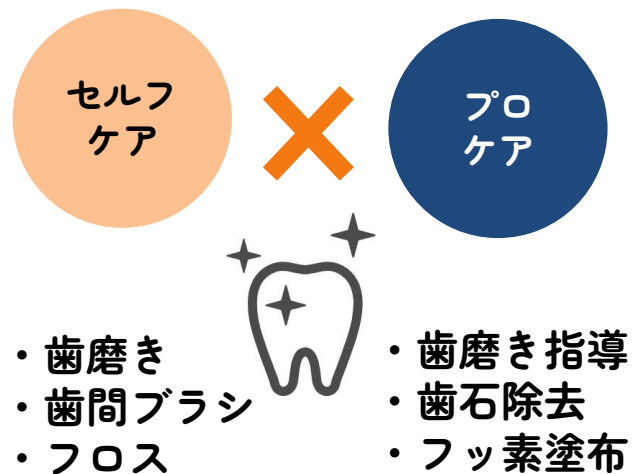 セルフ
ケア
プロ
ケア
・歯磨き
・歯間ブラシ
・フロス
・歯磨き指導
・歯石除去
・フッ素塗布